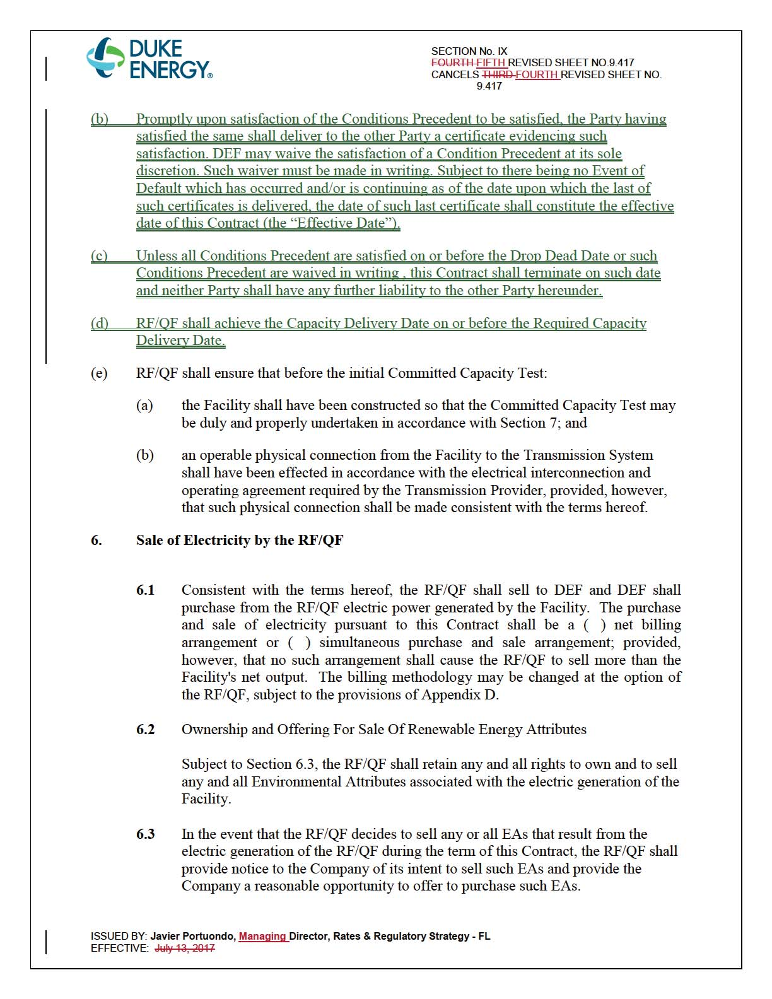 DUKE
ENERGY®
SECTION No. IX
FOURTH FIFTH REVISED SHEET NO.9.417
CANCELS THIRD FOURTH REVISED SHEET NO.
9.417
(b) Promptly upon satisfaction of the Conditions Precedent to be satisfied, the Party having
satisfied the same shall deliver to the other Party a certificate evidencing such
satisfaction. DEF may waive the satisfaction of a Condition Precedent at its sole
discretion. Such waiver must be made in writing. Subject to there being no Event of
Default which has occurred and/or is continuing as of the date upon which the last of
such certificates is delivered, the date of such last certificate shall constitute the effective
date of this Contract (the “Effective Date”).
(c) Unless all Conditions Precedent are satisfied on or before the Drop Dead Date or such
Conditions Precedent are waived in writing , this Contract shall terminate on such date
and neither Party shall have any further liability to the other Party hereunder.
(d) RF/QF shall achieve the Capacity Delivery Date on or before the Required Capacity
Delivery Date.
(e) RF/QF shall ensure that before the initial Committed Capacity Test:
(a) the Facility shall have been constructed so that the Committed Capacity Test may
be duly and properly undertaken in accordance with Section 7; and
(b) an operable physical connection from the Facility to the Transmission System
shall have been effected in accordance with the electrical interconnection and
operating agreement required by the Transmission Provider, provided, however,
that such physical connection shall be made consistent with the terms hereof.
6. Sale of Electricity by the RF/QF
6.1 Consistent with the terms hereof, the RF/QF shall sell to DEF and DEF shall
purchase from the RF/QF electric power generated by the Facility. The purchase
and sale of electricity pursuant to this Contract shall be a ( ) net billing
arrangement or ( ) simultaneous purchase and sale arrangement; provided,
however, that no such arrangement shall cause the RF/QF to sell more than the
Facility's net output. The billing methodology may be changed at the option of
the RF/QF, subject to the provisions of Appendix D.
6.2 Ownership and Offering For Sale Of Renewable Energy Attributes
Subject to Section 6.3, the RF/QF shall retain any and all rights to own and to sell
any and all Environmental Attributes associated with the electric generation of the
Facility.
6.3 In the event that the RF/QF decides to sell any or all EAs that result from the
electric generation of the RF/QF during the term of this Contract, the RF/QF shall
provide notice to the Company of its intent to sell such EAs and provide the
Company a reasonable opportunity to offer to purchase such EAs.
ISSUED BY: Javier Portuondo, Managing Director, Rates & Regulatory Strategy - FL
EFFECTIVE: July 13, 2017